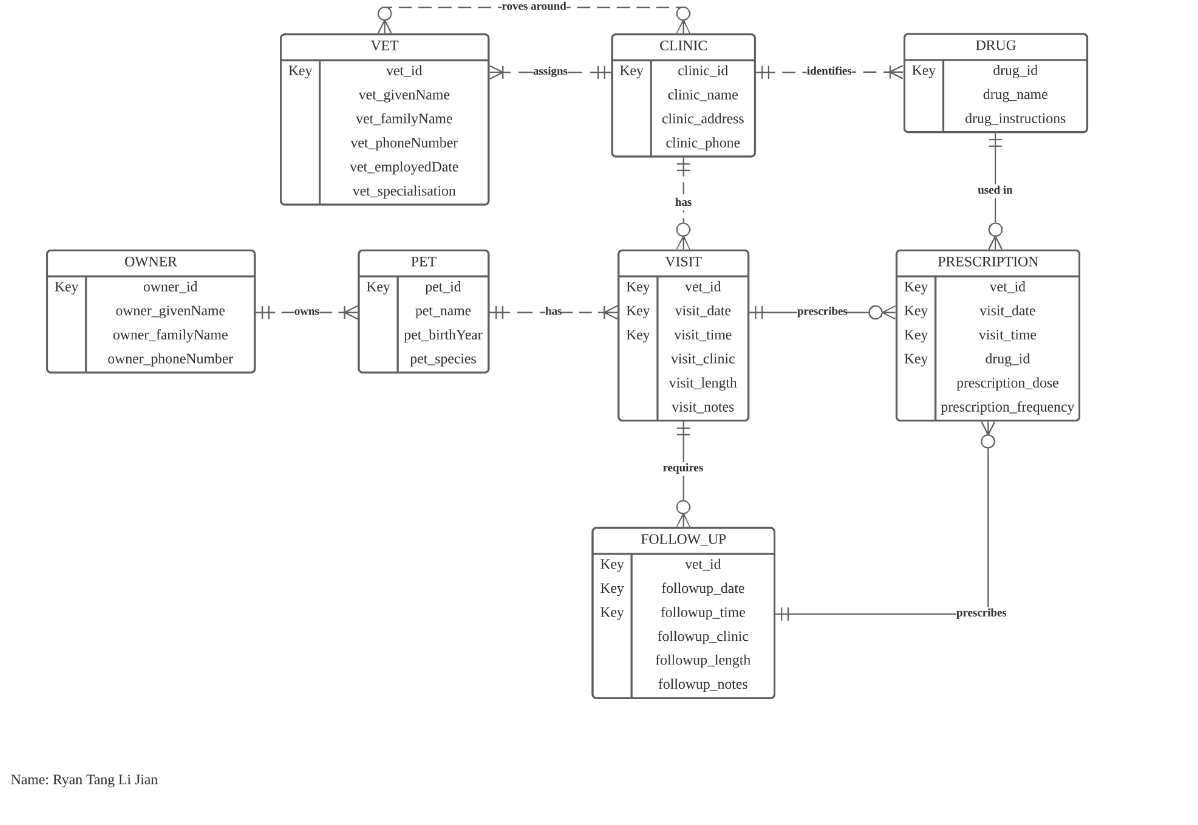 roves around
VET
Key vet_id
vet_givenName
vet_familyName
vet_phoneNumber
vet_employedDate
vet_specialisation
assigns
CLINIC
Key clinic_id
clinic_name
clinic_address
clinic_phone
identifies
DRUG
Key drug_id
drug_name
drug_instructions
has
used in
OWNER
Key owner_id
owner_givenName
owner_familyName
owner_phoneNumber
owns
PET
Key pet_id
pet_name
pet_birthYear
pet_species
has
VISIT
Key vet_id
Key visit_date
Key visit_time
visit_clinic
visit_length
visit_notes
prescribes
PRESCRIPTION
Key vet_id
Key visit_date
Key visit_time
Key drug_id
prescription_dose
prescription_frequency
requires
FOLLOW_UP
Key vet_id
Key followup_date
Key followup_time
followup_clinic
followup_length
followup_notes
prescribes
Name: Ryan Tang Li Jian